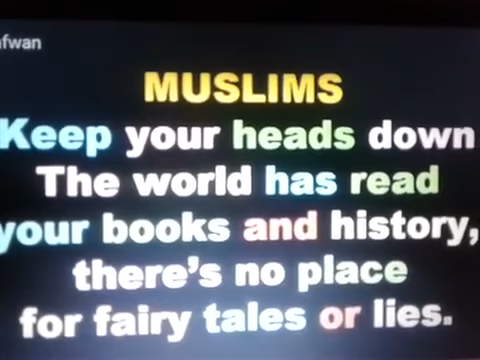 fwan
MUSLIMS
Keep your heads down
The world has read
your books and history,
there's no place
for fairy tales or lies.